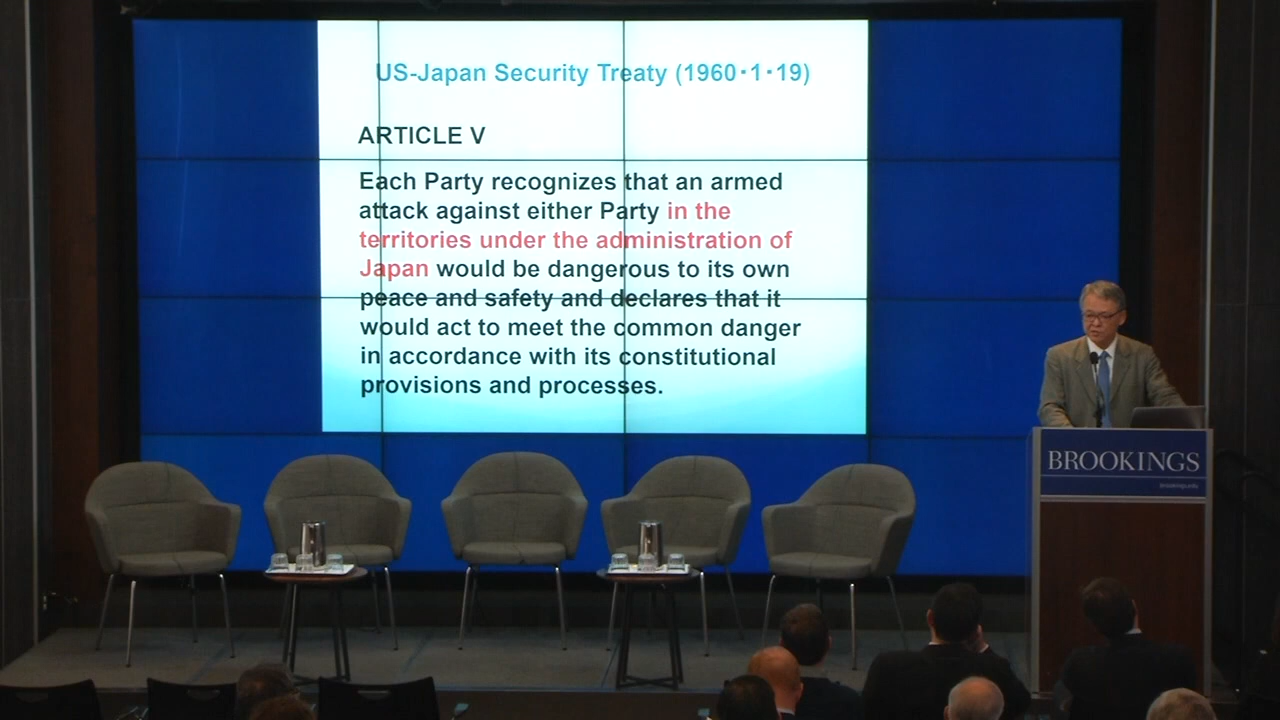 US-Japan Security Treaty (1960・1・19)
ARTICLE V
Each Party recognizes that an armed
attack against either Party in the
territories under the administration of
Japan would be dangerous to its own
peace and safety and declares that it
would act to meet the common danger
in accordance with its constitutional
provisions and processes.
BROOKINGS
brookings.edu